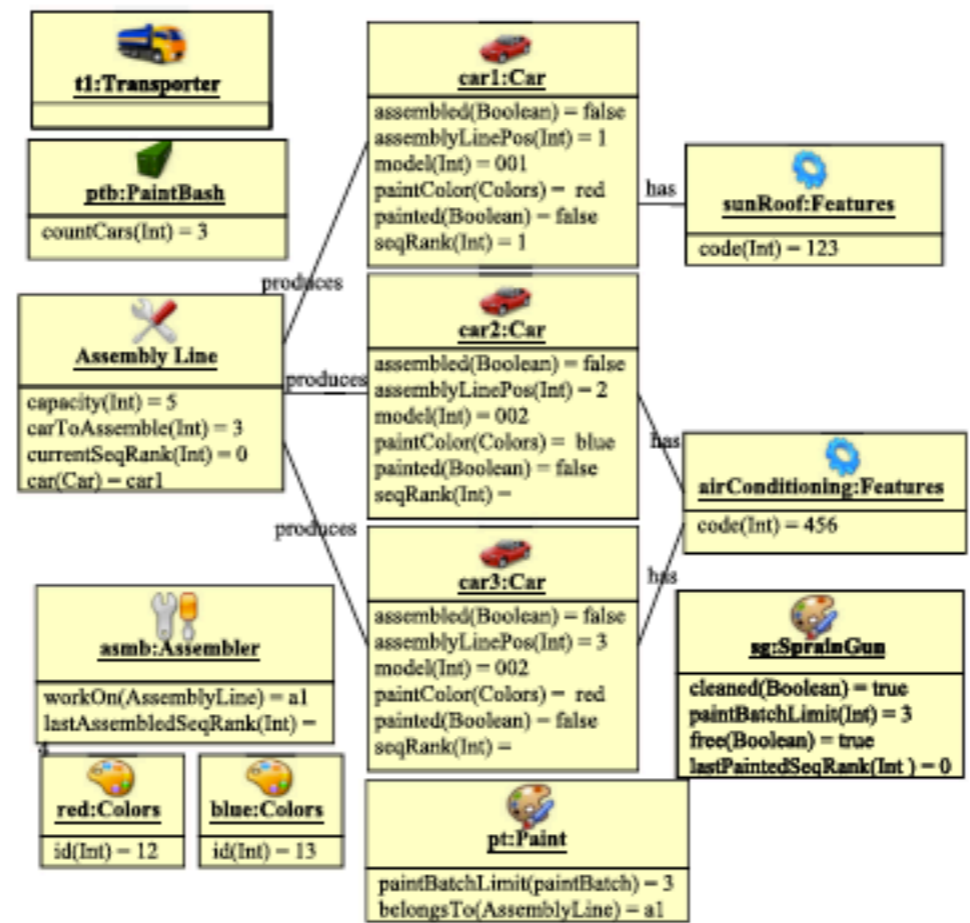 t1:Transporter
ptb:PaintBash
countCars(Int) = 3
Assembly Line
capacity(Int) = 5
carToAssemble(Int) = 3
currentSeqRank(Int) = 0
car(Car) = car1
produces
produces
produces
car1:Car
assembled(Boolean) = false
assemblyLinePos(Int) = 1
model(Int) = 001
paintColor(Colors) = red
painted(Boolean) = false
seqRank(Int) = 1
has
sunRoof:Features
code(Int) = 123
car2:Car
assembled(Boolean) = false
assemblyLinePos(Int) = 2
model(Int) = 002
paintColor(Colors) = blue
painted(Boolean) = false
seqRank(Int) =
has
airConditioning:Features
code(Int) = 456
has
car3:Car
assembled(Boolean) = false
assemblyLinePos(Int) = 3
model(Int) = 002
paintColor(Colors) = red
painted(Boolean) = false
seqRank(Int) =
asmb:Assembler
workOn(AssemblyLine) = a1
lastAssembledSeqRank(Int) =
4
sg:SprainGun
cleaned(Boolean) = true
paintBatchLimit(Int) = 3
free(Boolean) = true
lastPaintedSeqRank(Int ) = 0
red:Colors
id(Int) = 12
blue:Colors
id(Int) = 13
pt:Paint
paintBatchLimit(paintBatch) = 3
belongsTo(AssemblyLine) = a1